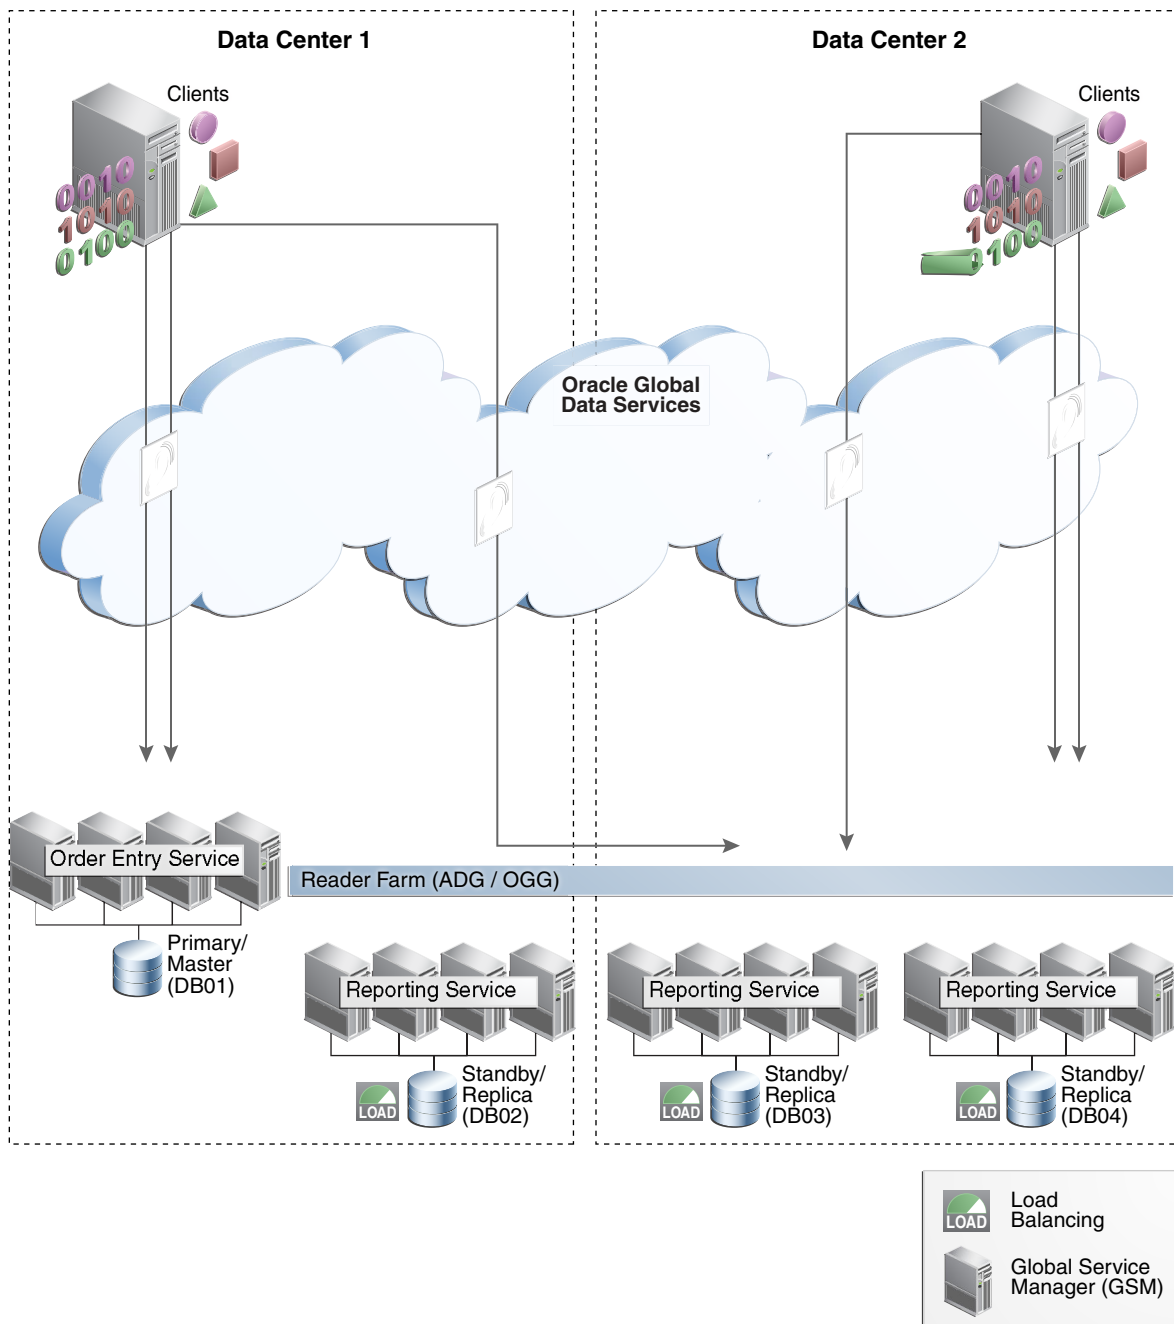 Data Center 1
Data Center 2
Clients
Clients
0010
1010
0100
0010
1010
100
Oracle Global
Data Services
Order Entry Service
Reader Farm (ADG / OGG)
Primary/
Master
(DB01)
Reporting Service
Reporting Service
Reporting Service
LOAD
Standby/
Replica
(DB02)
LOAD
Standby/
Replica
(DB03)
LOAD
Standby/
Replica
(DB04)
LOAD
Load
Balancing
Global Service
Manager (GSM)